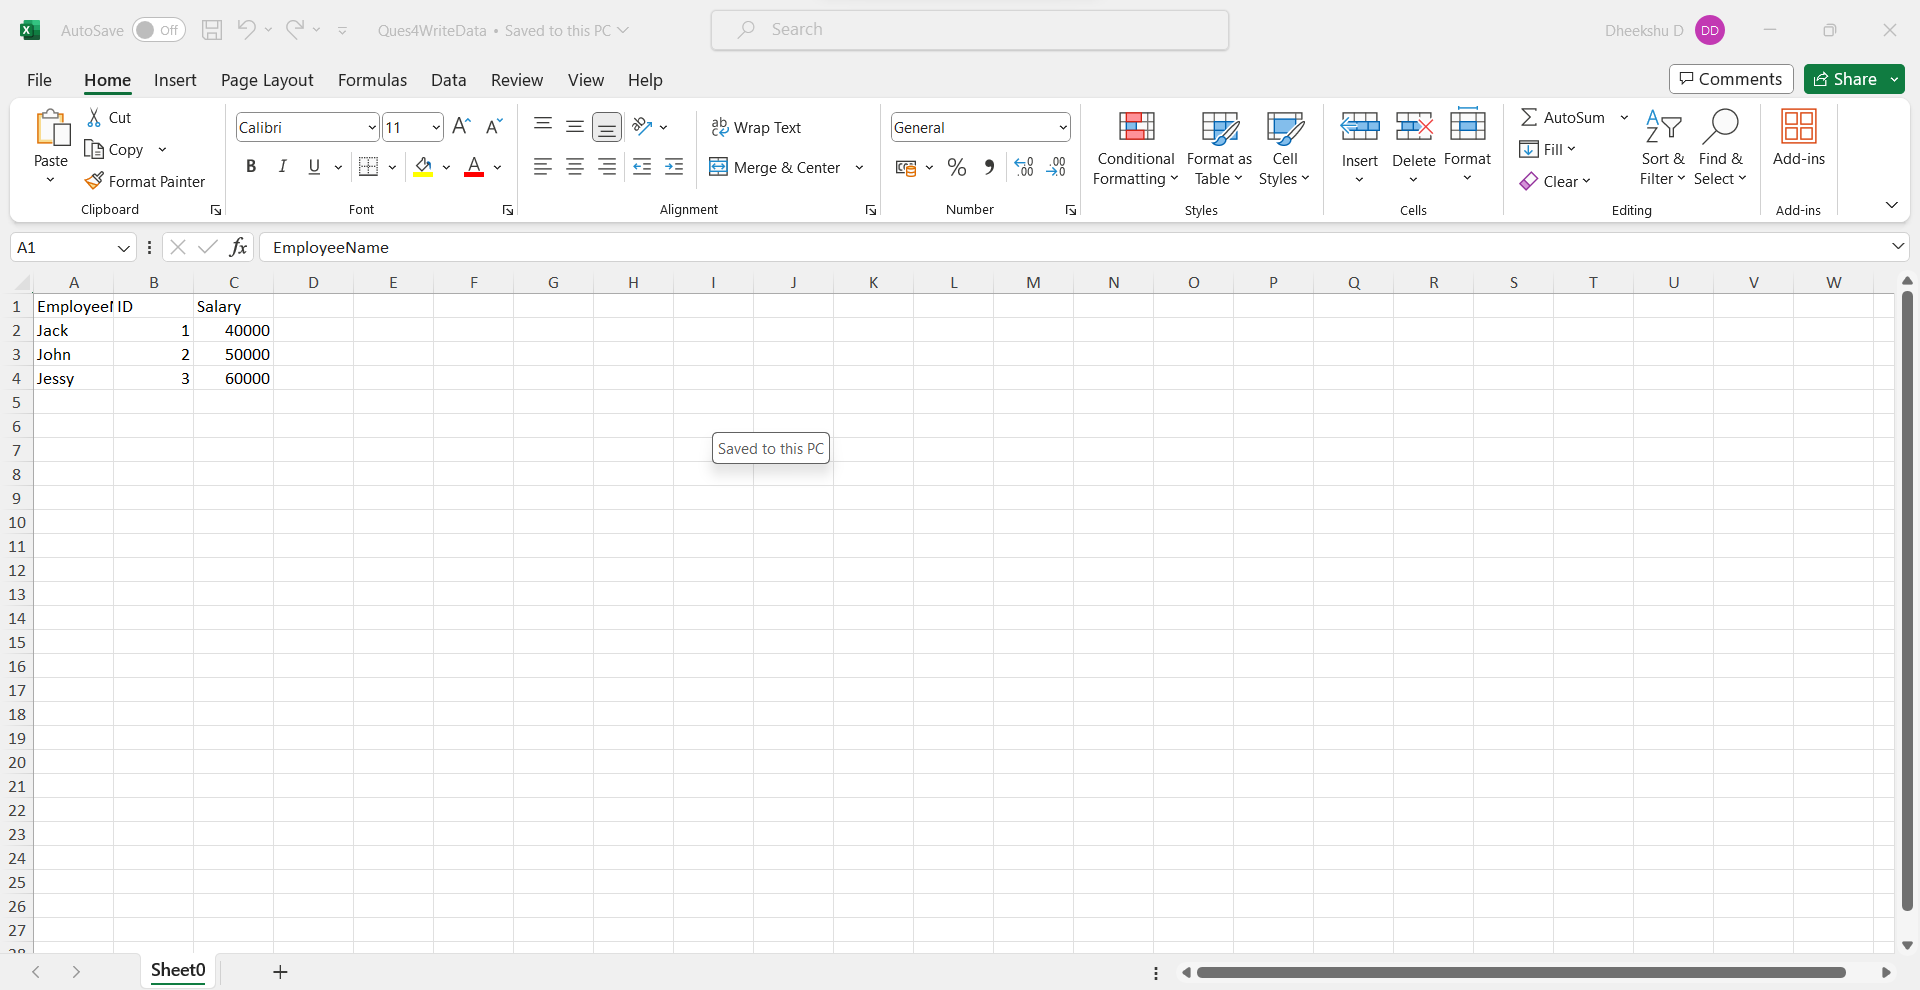 AutoSave Off Ques4WriteData • Saved to this PC Search Dheekshu D DD
File Home Insert Page Layout Formulas Data Review View Help Comments Share
Paste
Cut
Copy
Format Painter
Clipboard
Calibri 11
B I U A
Font
Wrap Text
Merge & Center
Alignment
General
% 
Number
Conditional Formatting
Format as Table
Cell Styles
Styles
Insert Delete Format
Cells
AutoSum
Fill
Clear
Sort & Filter
Find & Select
Editing
Add-ins
Add-ins
A1 fx EmployeeName
A B C D E F G H I J K L M N O P Q R S T U V W
1 Employee ID Salary
2 Jack 1 40000
3 John 2 50000
4 Jessy 3 60000
5
6
7 Saved to this PC
8
9
10
11
12
13
14
15
16
17
18
19
20
21
22
23
24
25
26
27
28
Sheet0